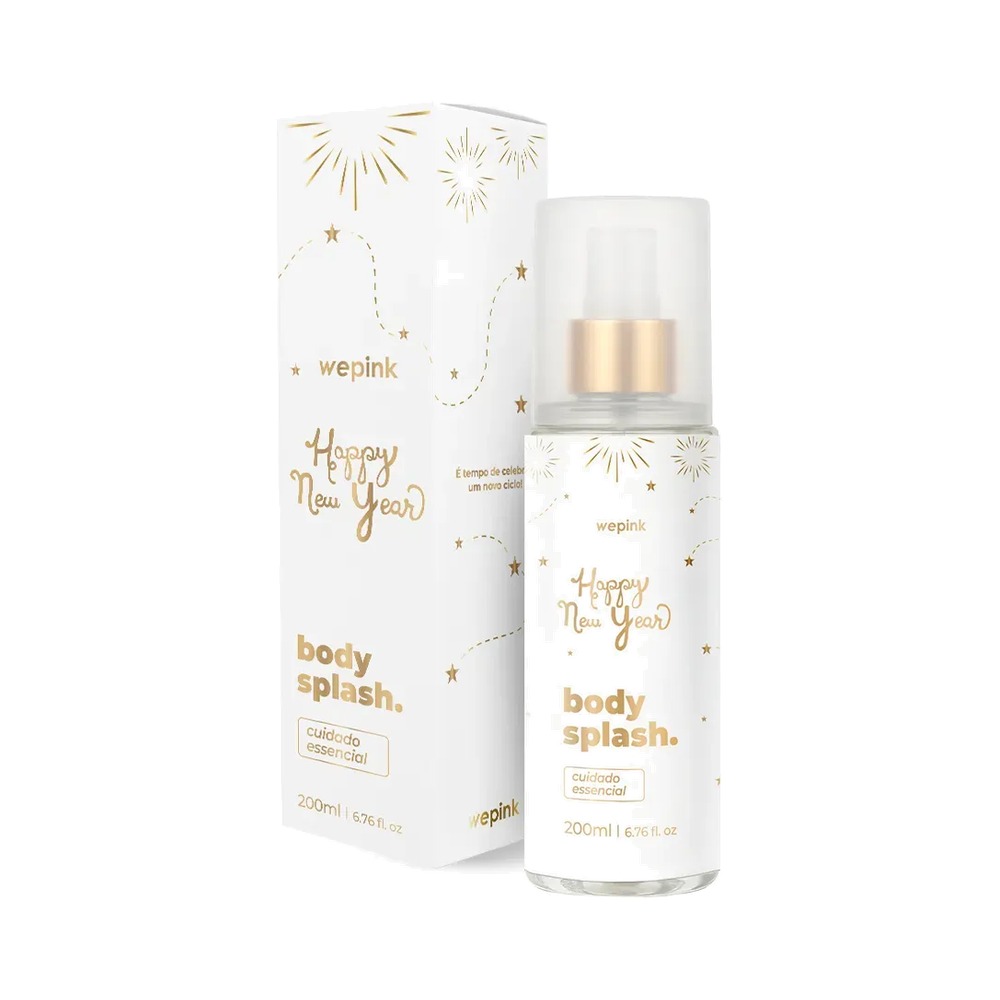 wepink
Happy
New Year
body
splash.
cuidado
essencial
200ml | 6.76 fl. oz
É tempo de
um novo ciclo!
wepink
wepink
Happy
New Year
body
splash.
cuidado
essencial
200ml | 6.76 fl. oz